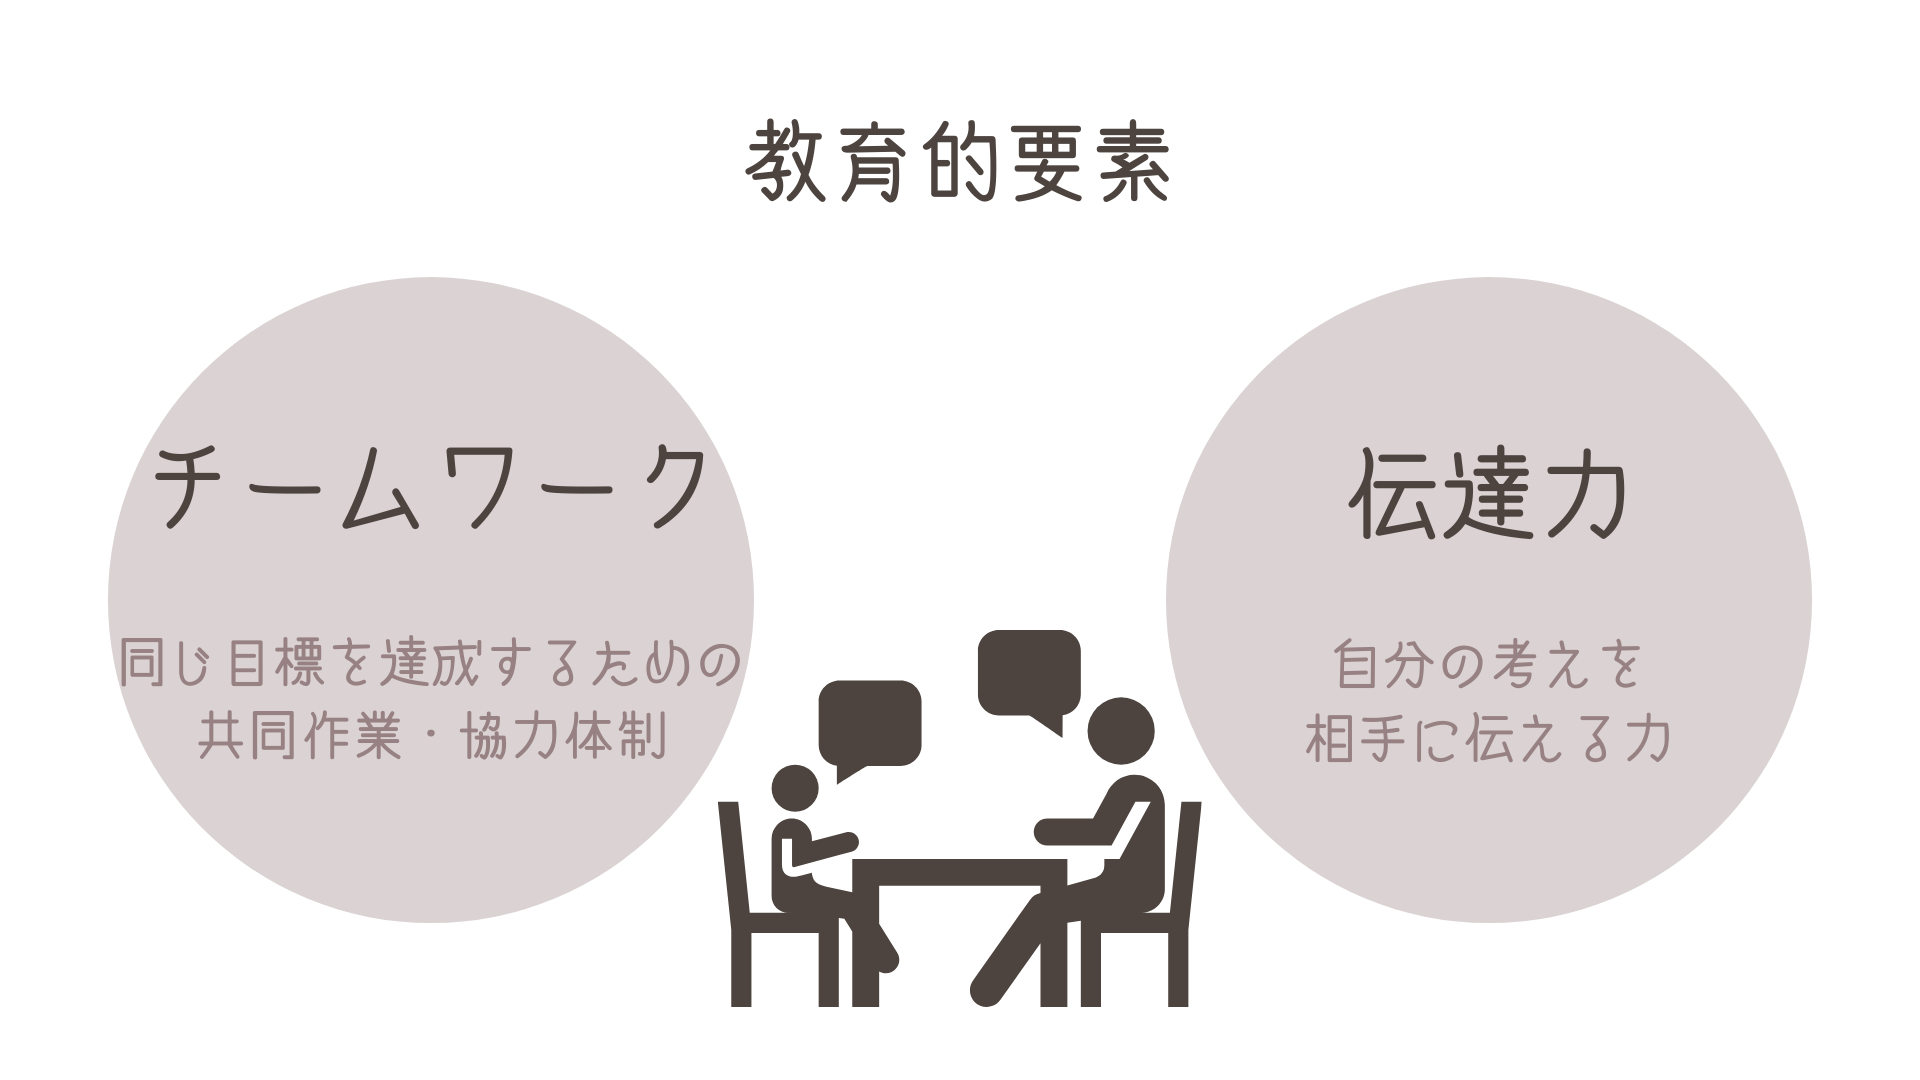 教育的要素
チームワーク
同じ目標を達成するための
共同作業・協力体制
伝達力
自分の考えを
相手に伝える力